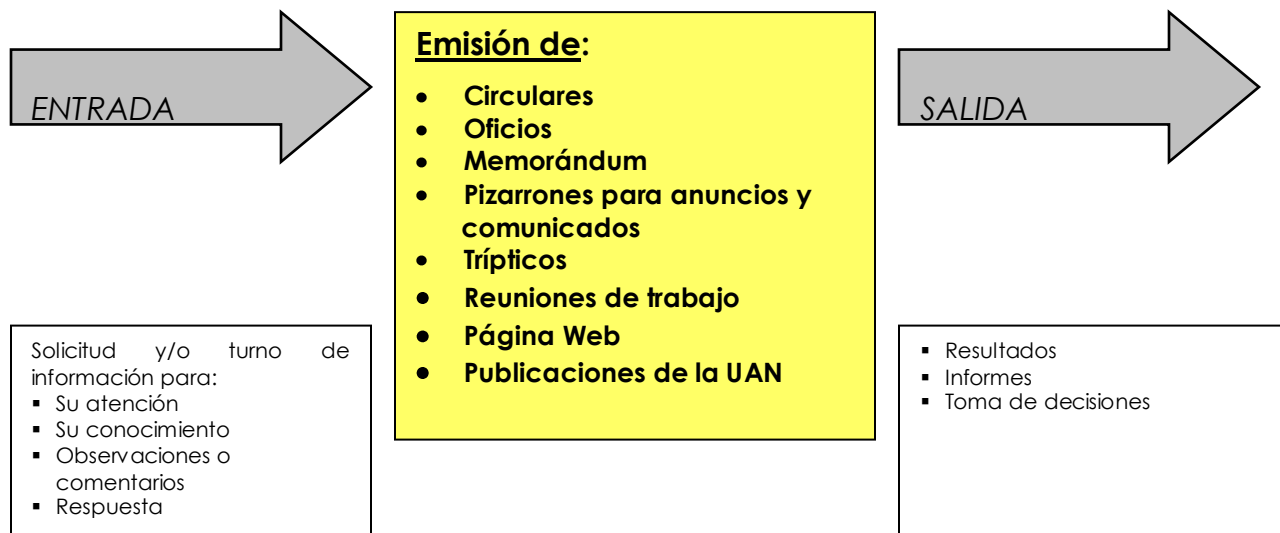 ENTRADA
Solicitud y/o turno de
información para:
▪ Su atención
▪ Su conocimiento
▪ Observaciones o
comentarios
▪ Respuesta
Emisión de:
• Circulares
• Oficios
• Memorándum
• Pizarrones para anuncios y
comunicados
• Trípticos
• Reuniones de trabajo
• Página Web
• Publicaciones de la UAN
SALIDA
▪ Resultados
▪ Informes
▪ Toma de decisiones